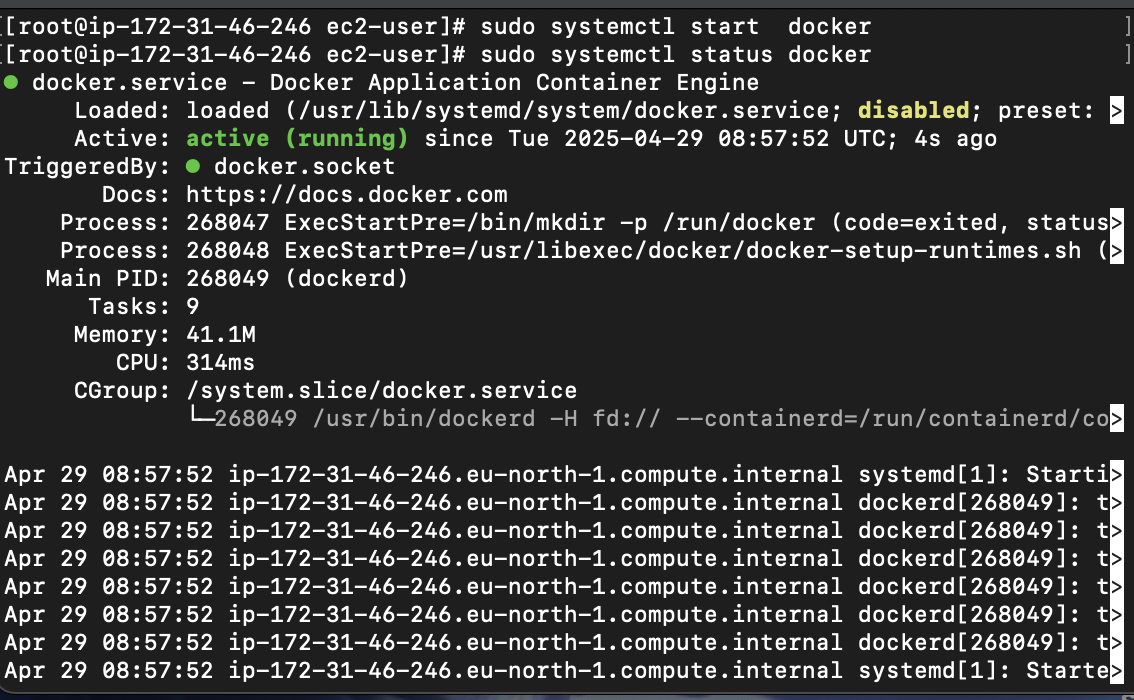 [[root@ip-172-31-46-246 ec2-user]# sudo systemctl start  docker ]
[[root@ip-172-31-46-246 ec2-user]# sudo systemctl status docker ]
● docker.service – Docker Application Container Engine
Loaded: loaded (/usr/lib/systemd/system/docker.service; disabled; preset: >
Active: active (running) since Tue 2025-04-29 08:57:52 UTC; 4s ago
TriggeredBy: ● docker.socket
Docs: https://docs.docker.com
Process: 268047 ExecStartPre=/bin/mkdir -p /run/docker (code=exited, status>
Process: 268048 ExecStartPre=/usr/libexec/docker/docker-setup-runtimes.sh (>
Main PID: 268049 (dockerd)
Tasks: 9
Memory: 41.1M
CPU: 314ms
CGroup: /system.slice/docker.service
└─268049 /usr/bin/dockerd -H fd:// --containerd=/run/containerd/co>
Apr 29 08:57:52 ip-172-31-46-246.eu-north-1.compute.internal systemd[1]: Starti>
Apr 29 08:57:52 ip-172-31-46-246.eu-north-1.compute.internal dockerd[268049]: t>
Apr 29 08:57:52 ip-172-31-46-246.eu-north-1.compute.internal dockerd[268049]: t>
Apr 29 08:57:52 ip-172-31-46-246.eu-north-1.compute.internal dockerd[268049]: t>
Apr 29 08:57:52 ip-172-31-46-246.eu-north-1.compute.internal dockerd[268049]: t>
Apr 29 08:57:52 ip-172-31-46-246.eu-north-1.compute.internal dockerd[268049]: t>
Apr 29 08:57:52 ip-172-31-46-246.eu-north-1.compute.internal dockerd[268049]: t>
Apr 29 08:57:52 ip-172-31-46-246.eu-north-1.compute.internal systemd[1]: Starte>